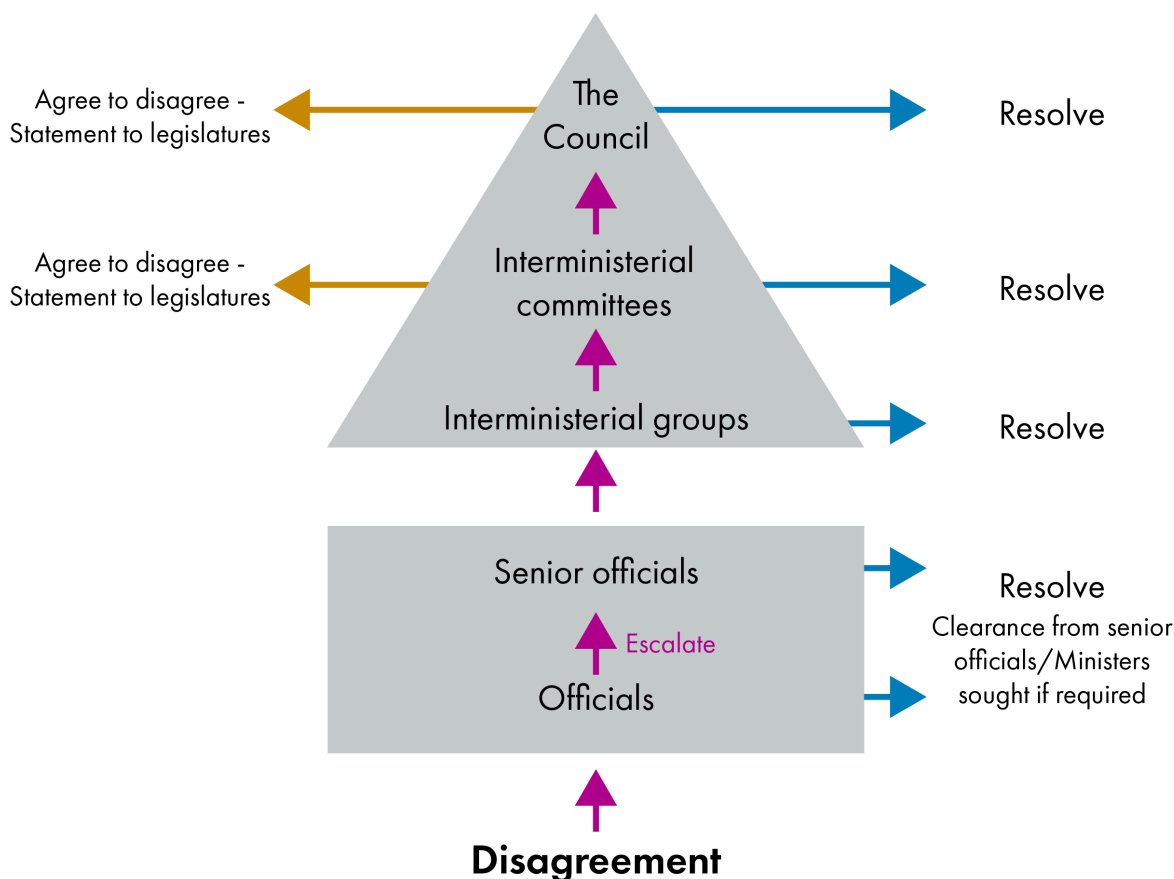 Agree to disagree -
Statement to legislatures
The
Council
Resolve
Agree to disagree -
Statement to legislatures
Interministerial
committees
Resolve
Interministerial groups
Resolve
Senior officials
Resolve
Escalate
Clearance from senior
officials/Ministers
sought if required
Officials
Disagreement